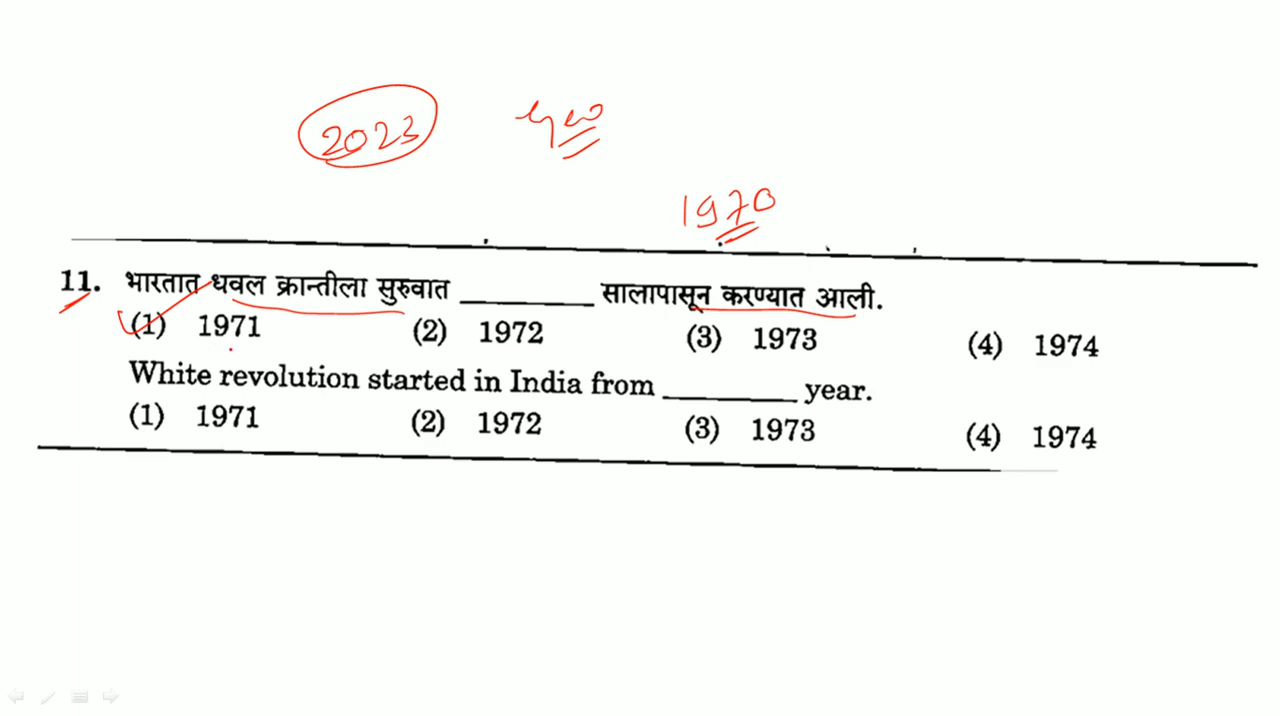 2023
1970
11. भारतात धवल क्रान्तीला सुरुवात ________ सालापासून करण्यात आली.
(1) 1971 (2) 1972 (3) 1973 (4) 1974
White revolution started in India from ________ year.
(1) 1971 (2) 1972 (3) 1973 (4) 1974